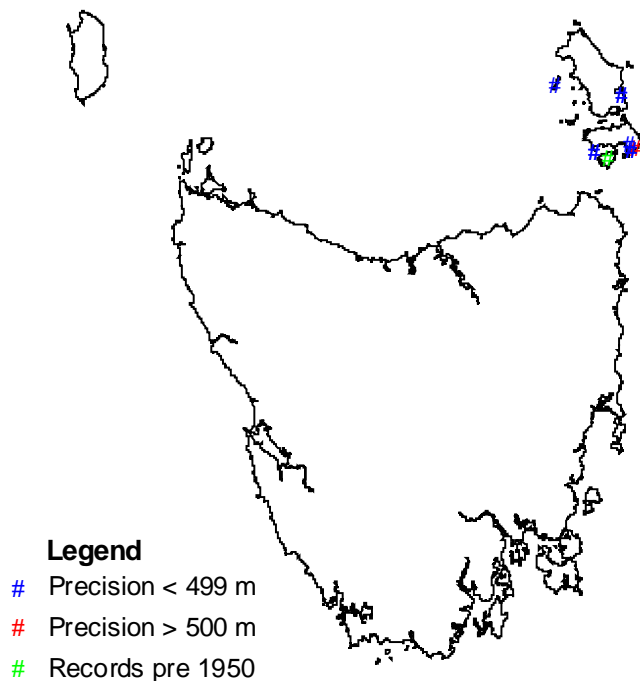 Legend
# Precision < 499 m
# Precision > 500 m
# Records pre 1950